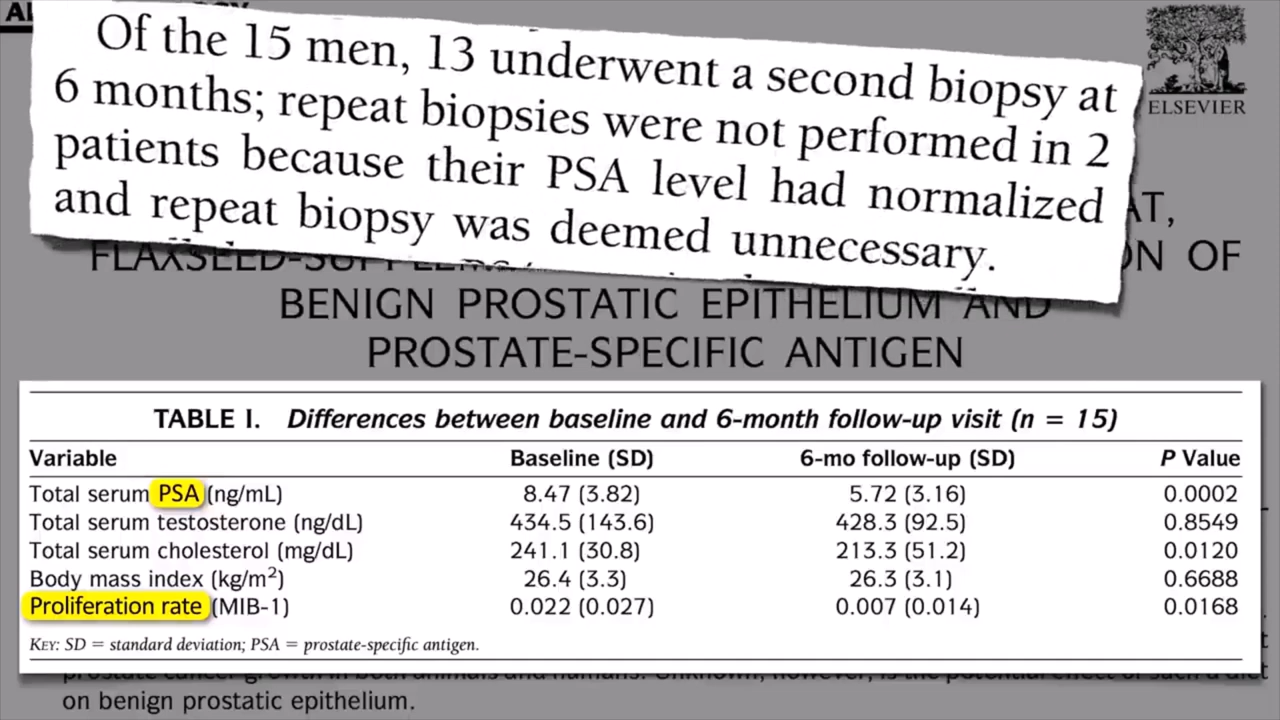 Of the 15 men, 13 underwent a second biopsy at
6 months; repeat biopsies were not performed in 2
patients because their PSA level had normalized
and repeat biopsy was deemed unnecessary.
ELSEVIER
FLAXSEED-
BENIGN PROSTATIC EPITHELIUM AND
PROSTATE-SPECIFIC ANTIGEN
TABLE I. Differences between baseline and 6-month follow-up visit (n = 15)
Variable Baseline (SD) 6-mo follow-up (SD) P Value
Total serum PSA (ng/mL) 8.47 (3.82) 5.72 (3.16) 0.0002
Total serum testosterone (ng/dL) 434.5 (143.6) 428.3 (92.5) 0.8549
Total serum cholesterol (mg/dL) 241.1 (30.8) 213.3 (51.2) 0.0120
Body mass index (kg/m²) 26.4 (3.3) 26.3 (3.1) 0.6688
Proliferation rate (MIB-1) 0.022 (0.027) 0.007 (0.014) 0.0168
KEY: SD = standard deviation; PSA = prostate-specific antigen.
on benign prostatic epithelium.